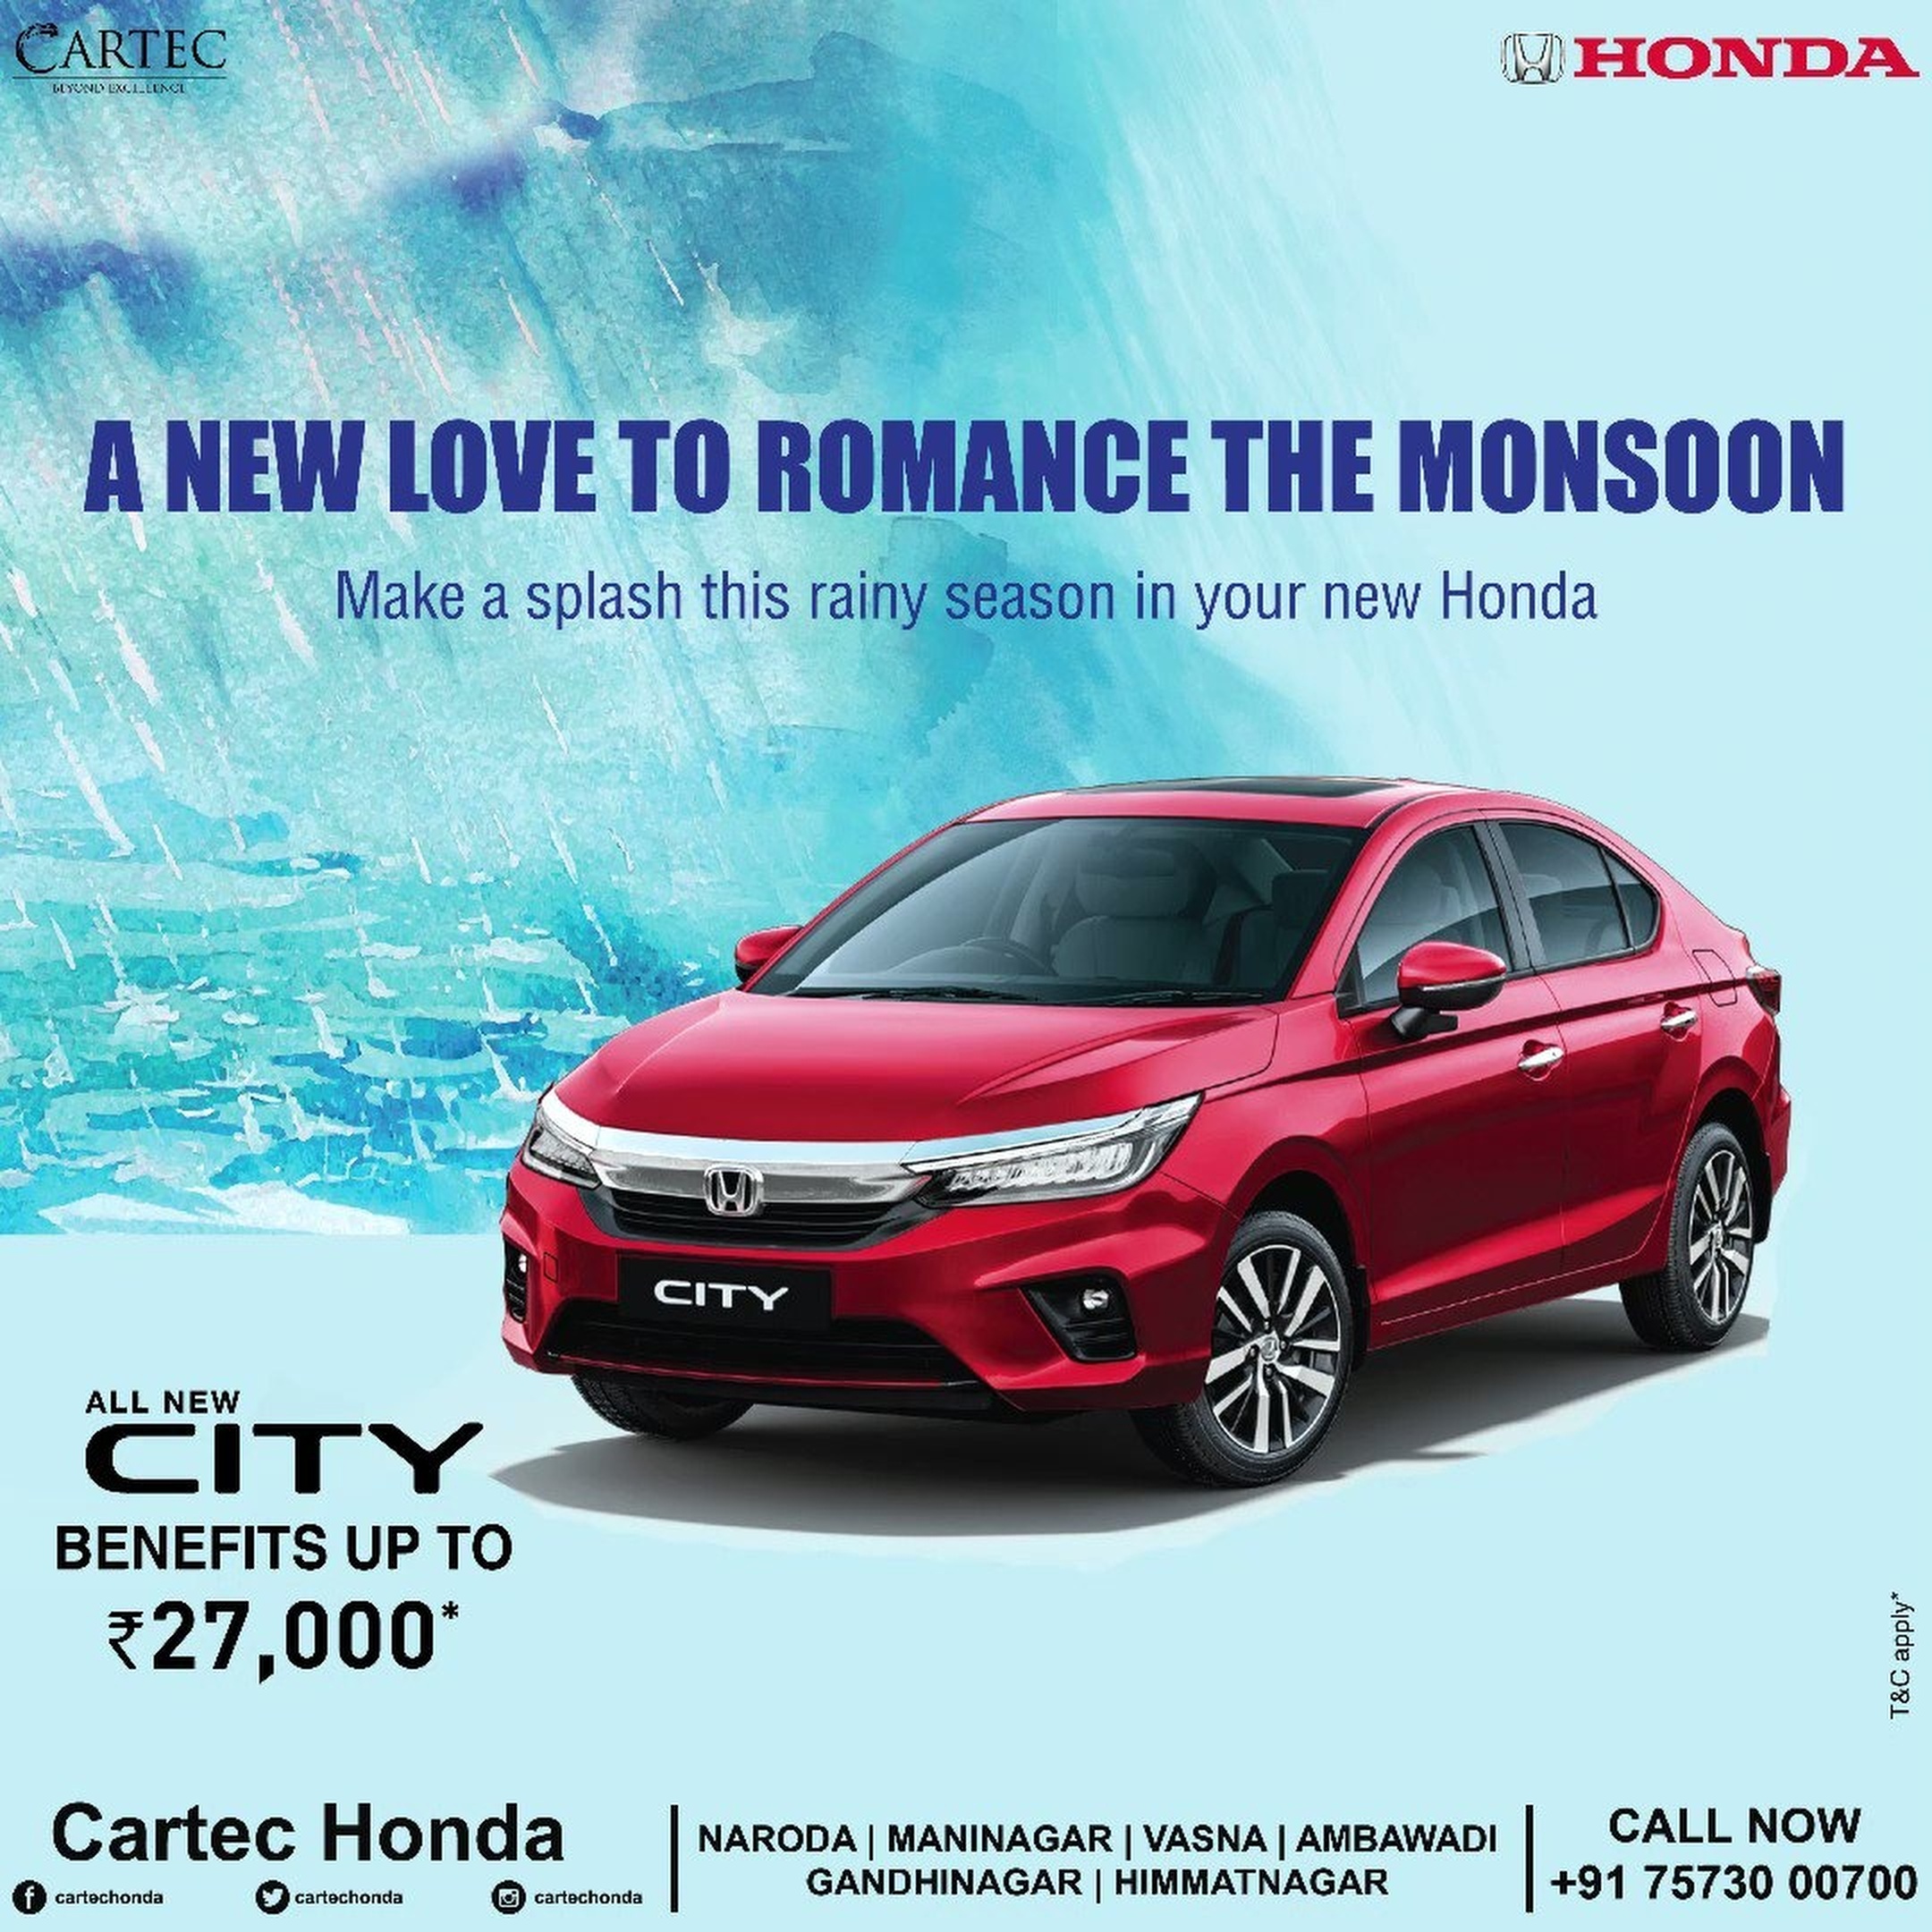 CARTEC
BEYOND EXCELLENCE
HONDA
A NEW LOVE TO ROMANCE THE MONSOON
Make a splash this rainy season in your new Honda
CITY
ALL NEW
CITY
BENEFITS UP TO
₹27,000*
T&C apply*
Cartec Honda
cartechonda cartechonda cartechonda
NARODA | MANINAGAR | VASNA | AMBAWADI
GANDHINAGAR | HIMMATNAGAR
CALL NOW
+91 75730 00700